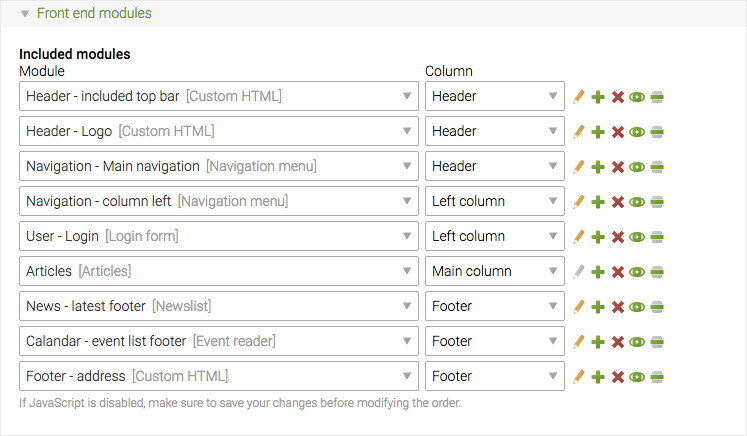 Front end modules
Included modules
Module Column
Header - included top bar [Custom HTML] Header
Header - Logo [Custom HTML] Header
Navigation - Main navigation [Navigation menu] Header
Navigation - column left [Navigation menu] Left column
User - Login [Login form] Left column
Articles [Articles] Main column
News - latest footer [Newslist] Footer
Calandar - event list footer [Event reader] Footer
Footer - address [Custom HTML] Footer
If JavaScript is disabled, make sure to save your changes before modifying the order.